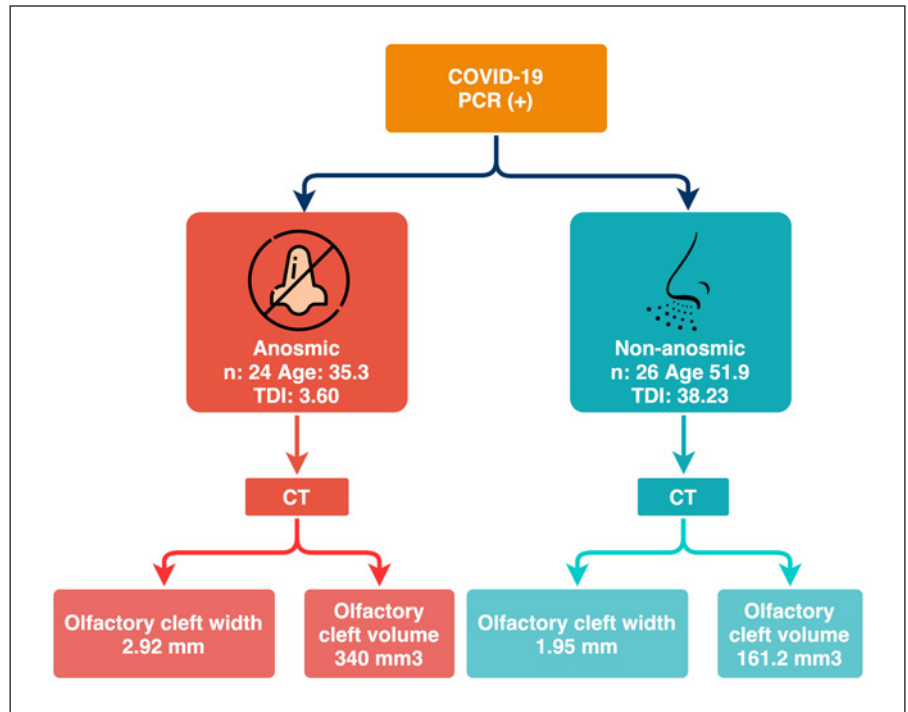 COVID-19
PCR (+)
Anosmic
n: 24 Age: 35.3
TDI: 3.60
Non-anosmic
n: 26 Age 51.9
TDI: 38.23
CT
CT
Olfactory cleft width
2.92 mm
Olfactory
cleft volume
340 mm3
Olfactory cleft width
1.95 mm
Olfactory
cleft volume
161.2 mm3